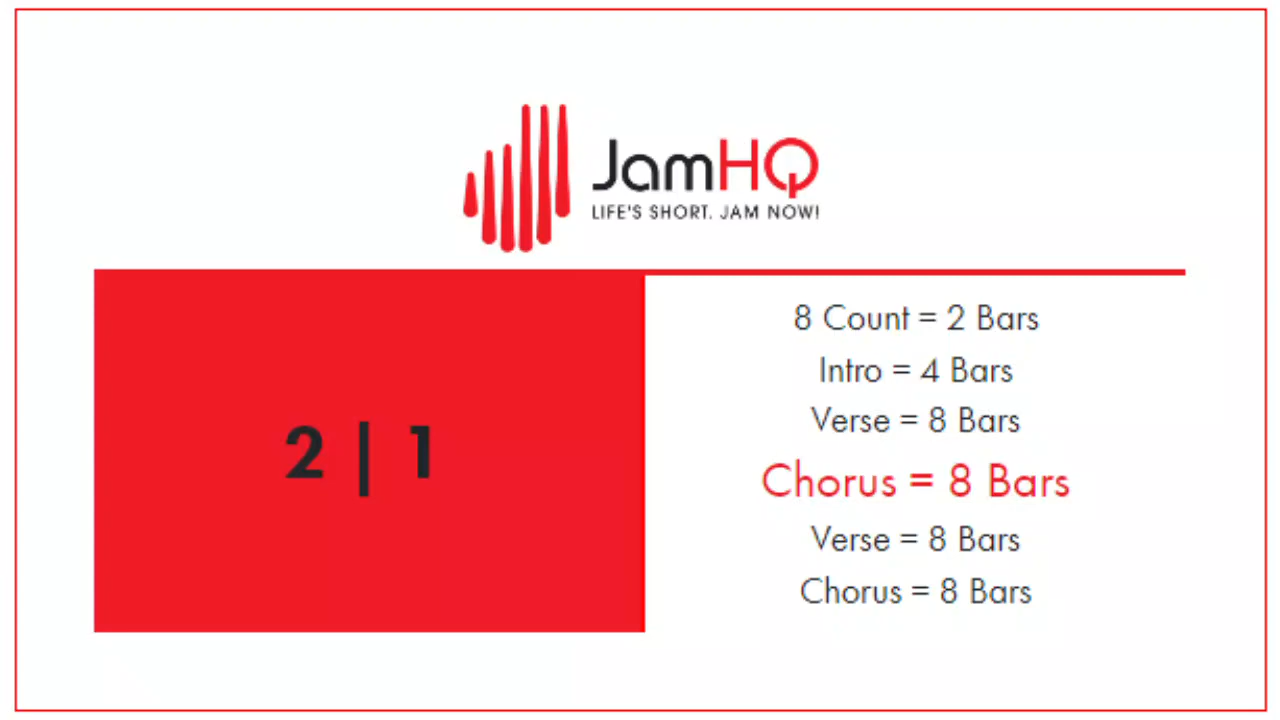 JamHQ
LIFE'S SHORT. JAM NOW!
2 | 1
8 Count = 2 Bars
Intro = 4 Bars
Verse = 8 Bars
Chorus = 8 Bars
Verse = 8 Bars
Chorus = 8 Bars